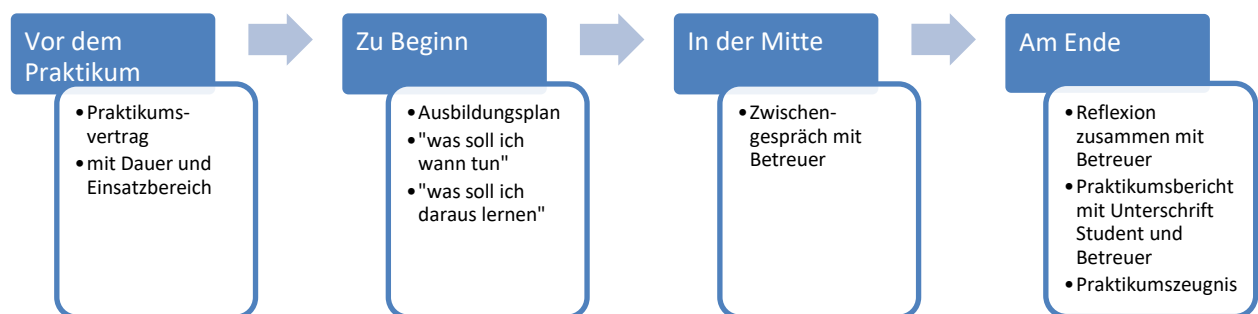 Vor dem
Praktikum
• Praktikums-
vertrag
• mit Dauer und
Einsatzbereich
Zu Beginn
• Ausbildungsplan
• "was soll ich
wann tun"
• "was soll ich
daraus lernen"
In der Mitte
• Zwischen-
gespräch mit
Betreuer
Am Ende
• Reflexion
zusammen mit
Betreuer
• Praktikumsbericht
mit Unterschrift
Student und
Betreuer
• Praktikumszeugnis